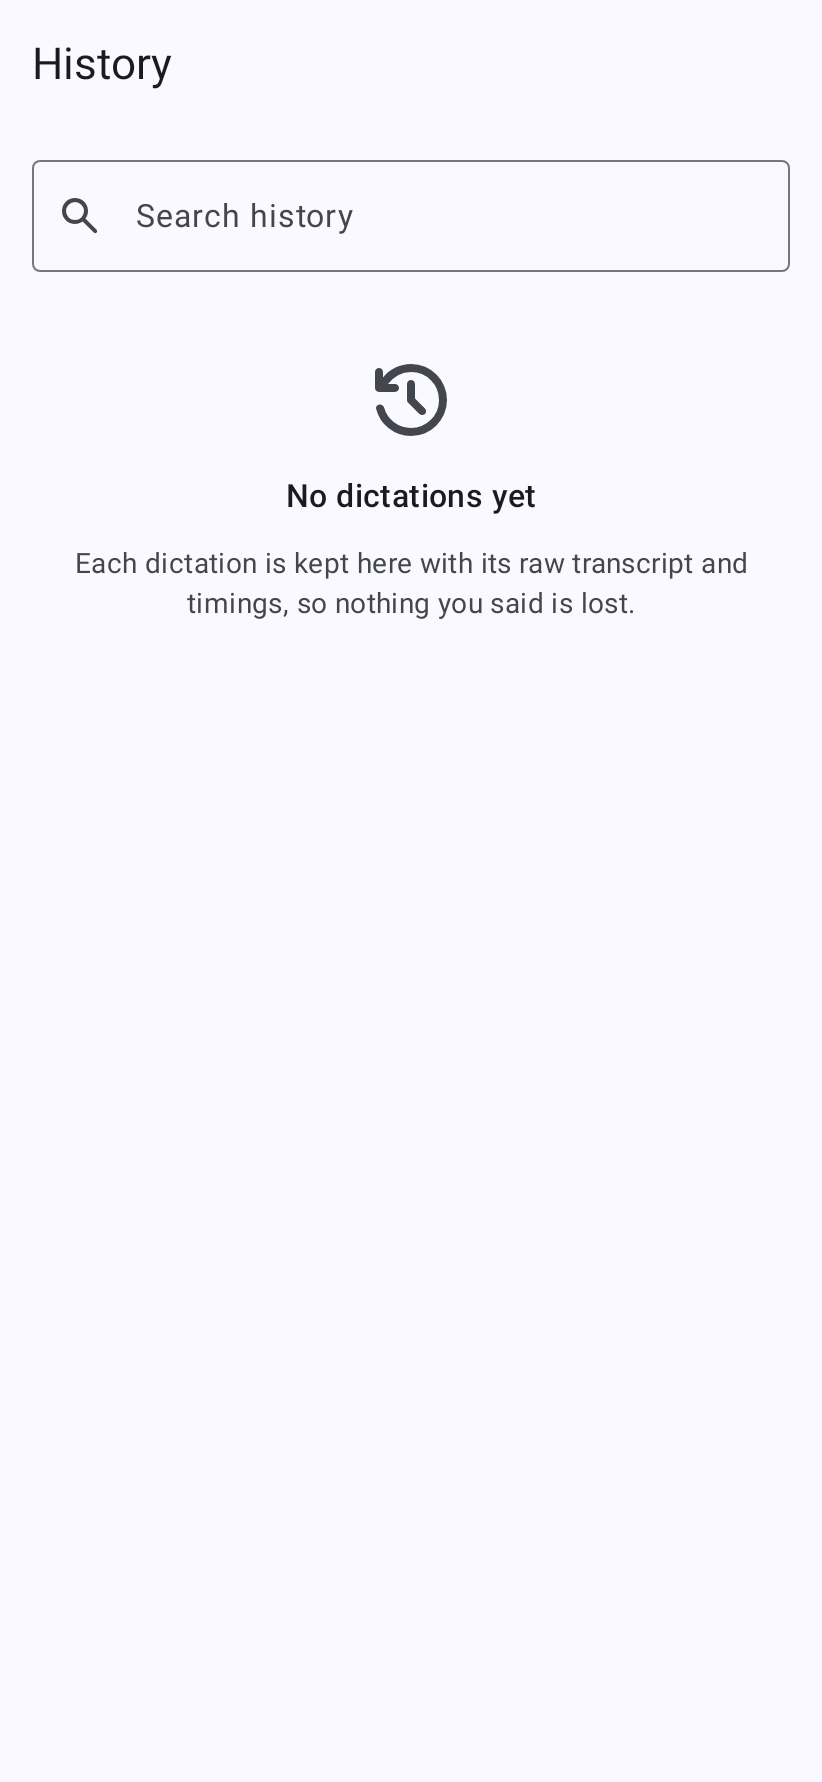 History
Search history
No dictations yet
Each dictation is kept here with its raw transcript and
timings, so nothing you said is lost.